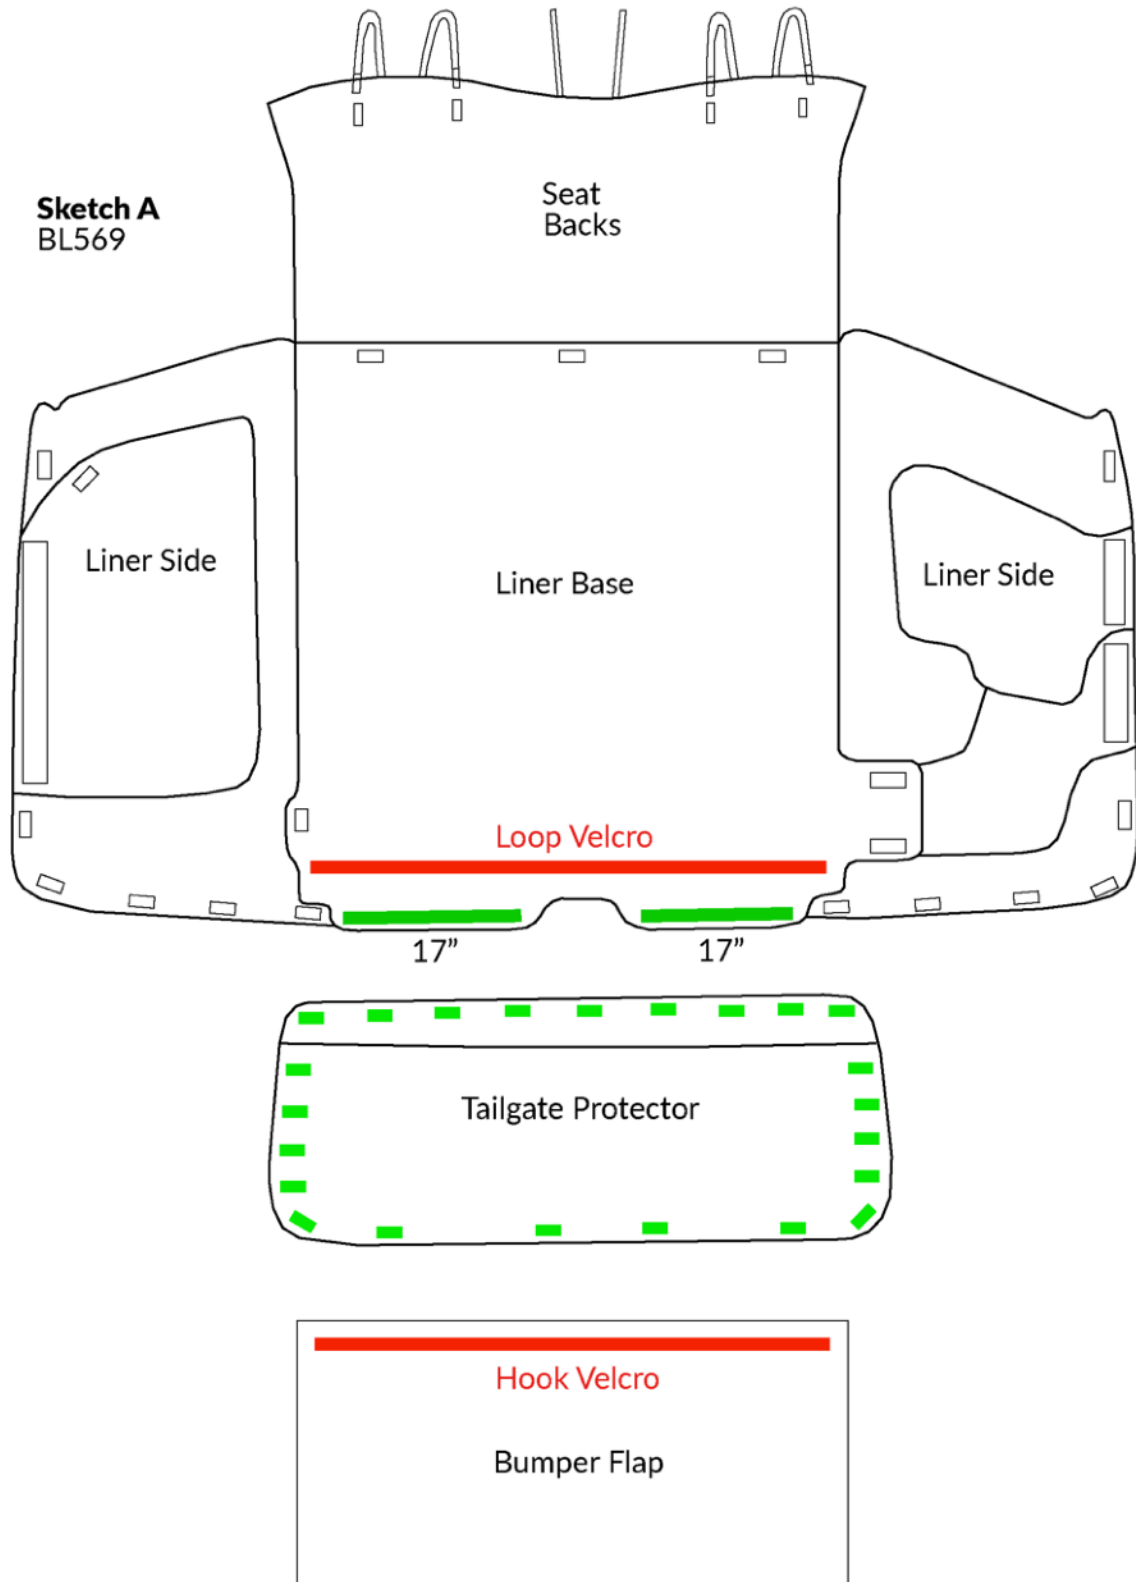 Sketch A
BL569
Seat
Backs
Liner Side
Liner Base
Liner Side
Loop Velcro
17”
17”
Tailgate Protector
Hook Velcro
Bumper Flap